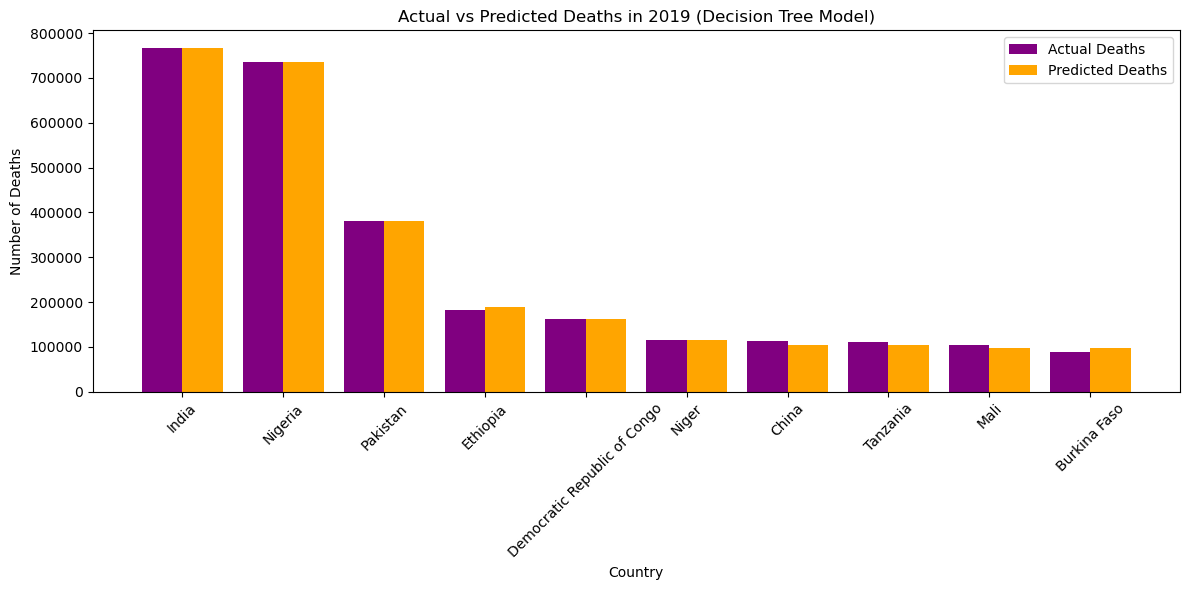 Actual vs Predicted Deaths in 2019 (Decision Tree Model)
Actual Deaths
Predicted Deaths
Number of Deaths
800000
700000
600000
500000
400000
300000
200000
100000
0
India
Nigeria
Pakistan
Ethiopia
Democratic Republic of Congo
Niger
China
Tanzania
Mali
Burkina Faso
Country